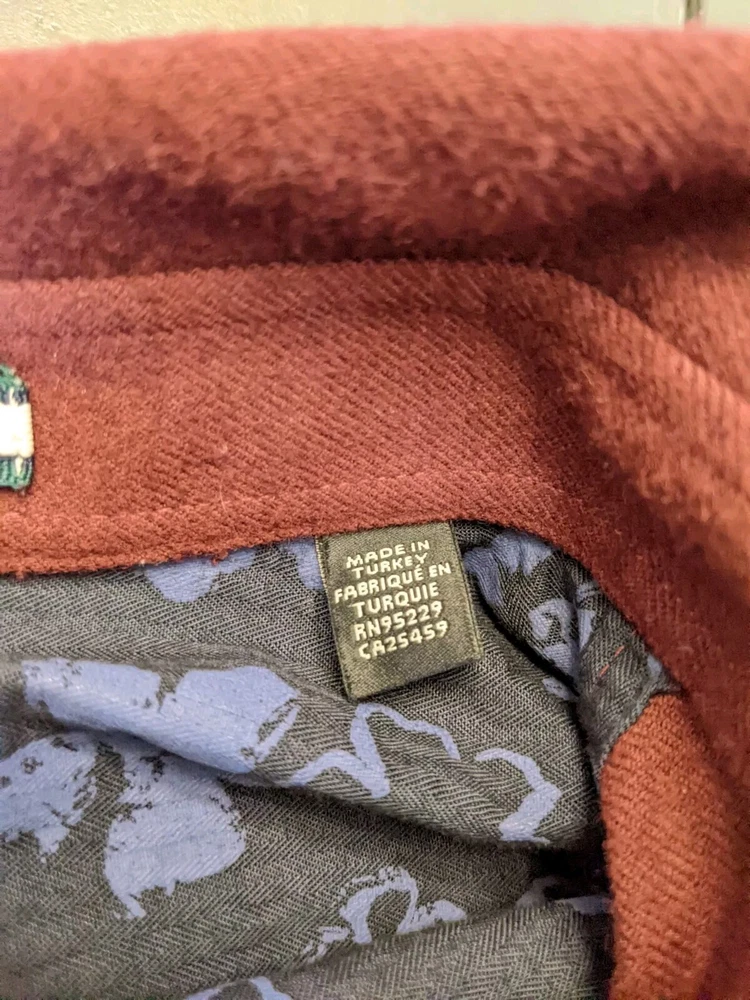 MADE IN
TURKEY
FABRIQUÉ EN
TURQUIE
RN95229
CA25459